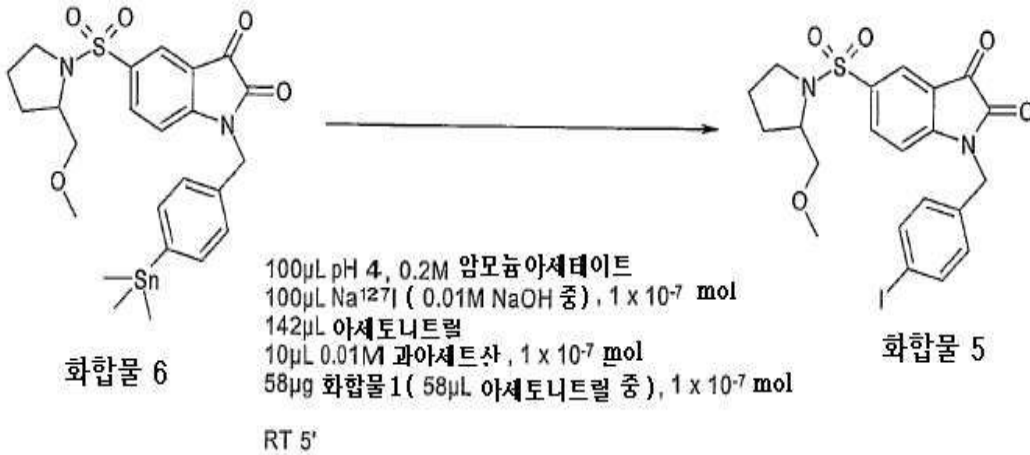 O O
S
N
O
O
N
O
Sn
화합물 6
100μL pH 4, 0.2M 암모늄아세테이트
100μL Na¹²⁷I ( 0.01M NaOH 중) , 1 x 10⁻⁷ mol
142μL 아세토니트릴
10μL 0.01M 과아세트산 , 1 x 10⁻⁷ mol
58μg 화합물 1 ( 58μL 아세토니트릴 중) , 1 x 10⁻⁷ mol
RT 5'
O O
S
N
O
O
N
O
I
화합물 5